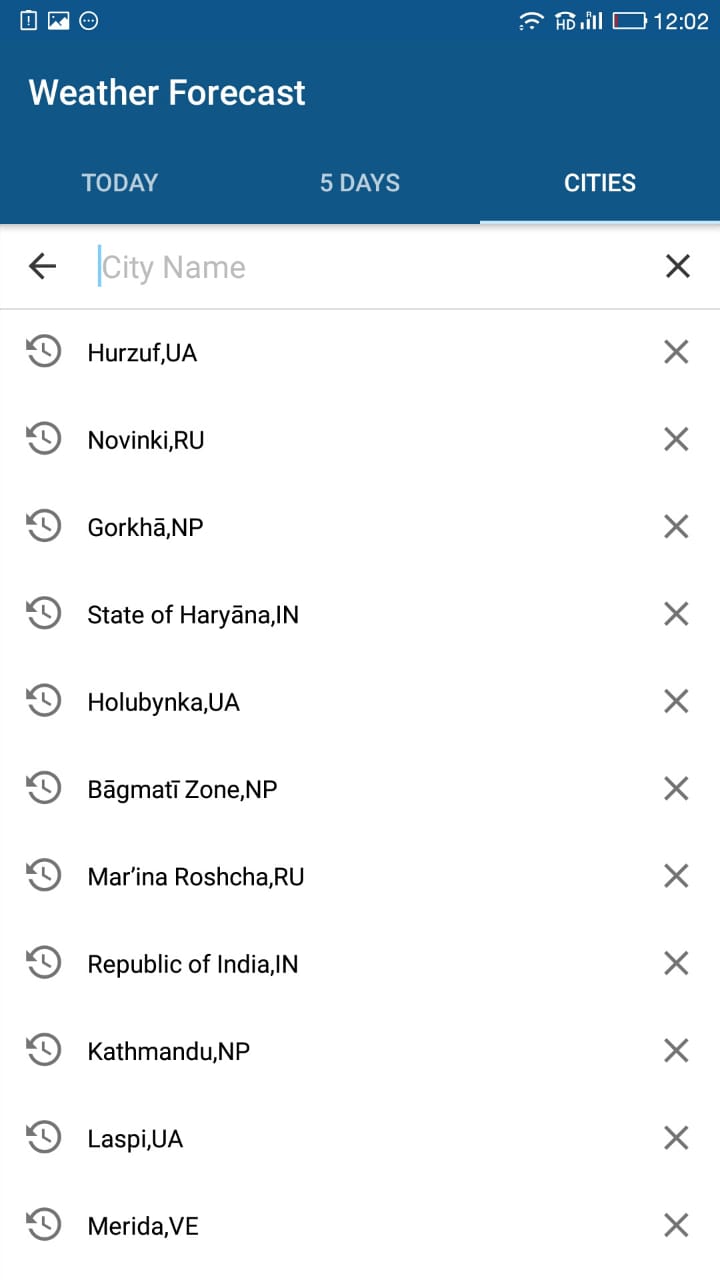 HD R 12:02
Weather Forecast
TODAY 5 DAYS CITIES
City Name
Hurzuf,UA
Novinki,RU
Gorkhā,NP
State of Haryāna,IN
Holubynka,UA
Bāgmatī Zone,NP
Mar’ina Roshcha,RU
Republic of India,IN
Kathmandu,NP
Laspi,UA
Merida,VE